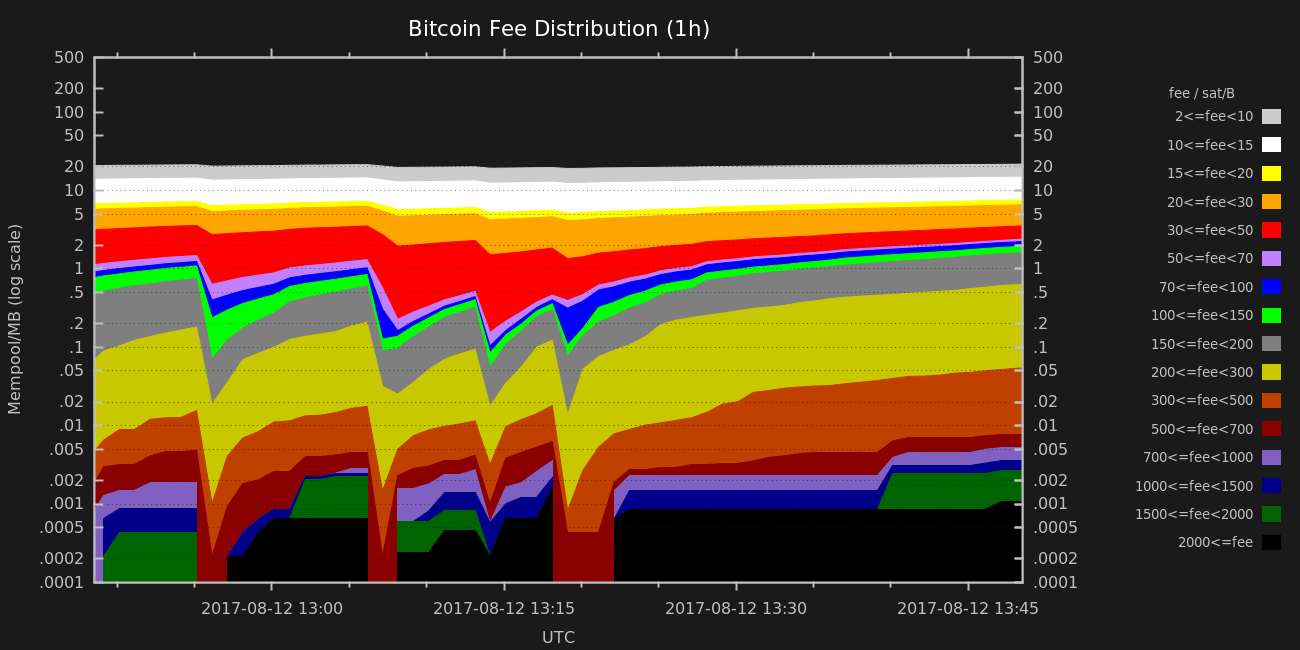 Bitcoin Fee Distribution (1h)
Mempool/MB (log scale)
500
200
100
50
20
10
5
2
1
.5
.2
.1
.05
.02
.01
.005
.002
.001
.0005
.0002
.0001
500
200
100
50
20
10
5
2
1
.5
.2
.1
.05
.02
.01
.005
.002
.001
.0005
.0002
.0001
fee / sat/B
2<=fee<10
10<=fee<15
15<=fee<20
20<=fee<30
30<=fee<50
50<=fee<70
70<=fee<100
100<=fee<150
150<=fee<200
200<=fee<300
300<=fee<500
500<=fee<700
700<=fee<1000
1000<=fee<1500
1500<=fee<2000
2000<=fee
2017-08-12 13:00 2017-08-12 13:15 2017-08-12 13:30 2017-08-12 13:45
UTC